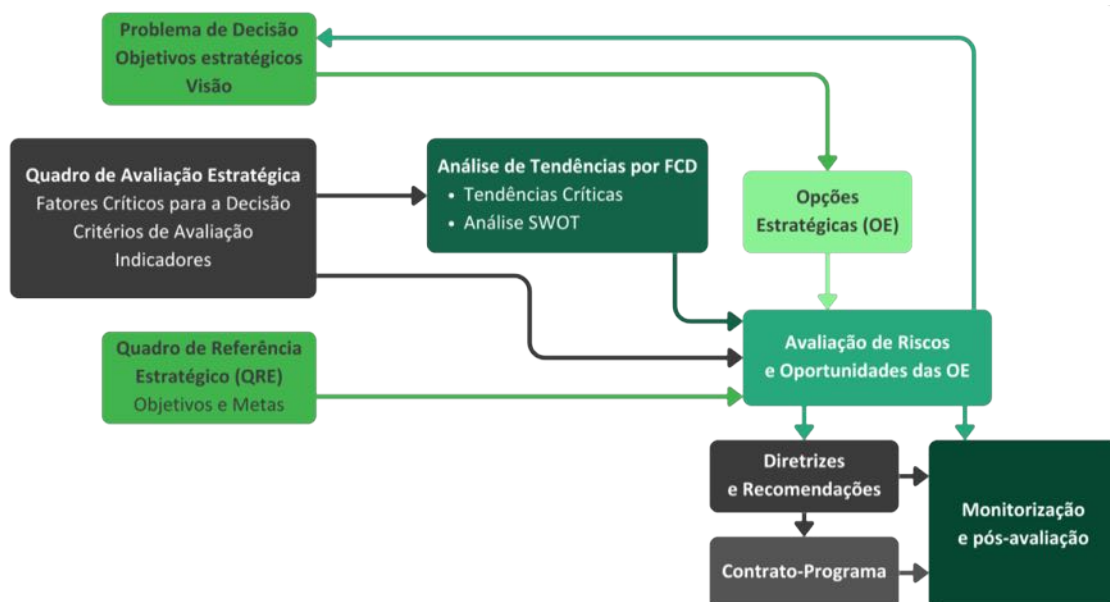 Problema de Decisão
Objetivos estratégicos
Visão
Quadro de Avaliação Estratégica
Fatores Críticos para a Decisão
Critérios de Avaliação
Indicadores
Análise de Tendências por FCD
• Tendências Críticas
• Análise SWOT
Opções
Estratégicas (OE)
Quadro de Referência
Estratégico (QRE)
Objetivos e Metas
Avaliação de Riscos
e Oportunidades das OE
Diretrizes
e Recomendações
Monitorização
e pós-avaliação
Contrato-Programa